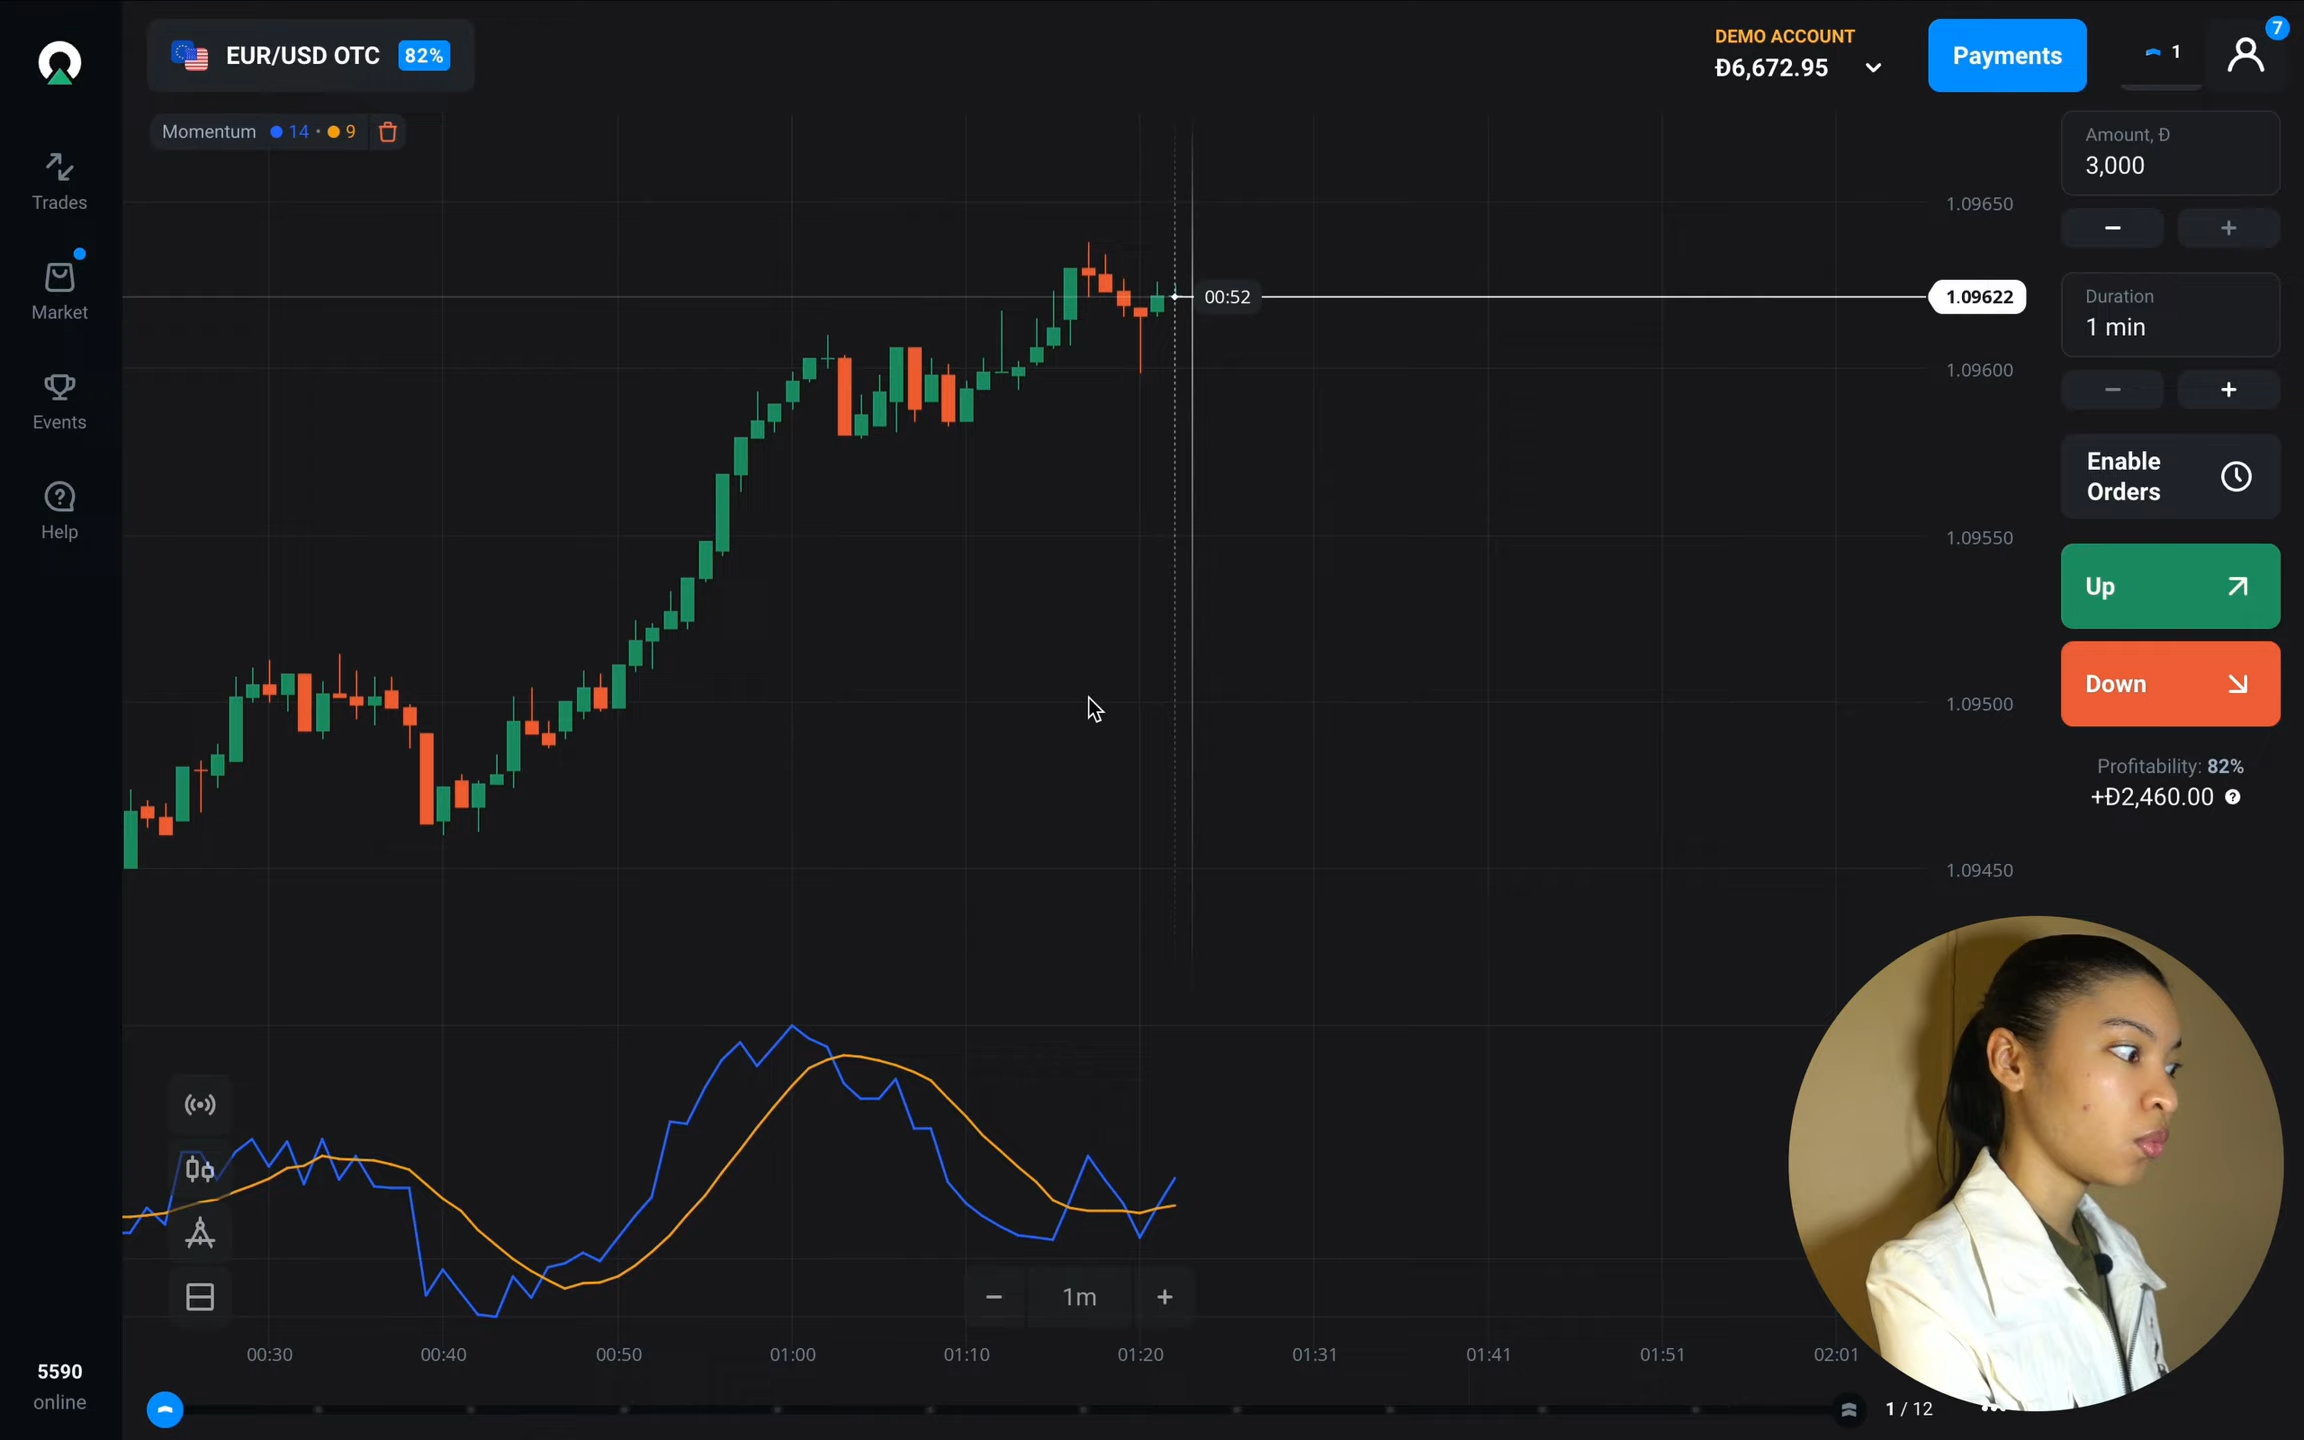 EUR/USD OTC 82%
DEMO ACCOUNT
Đ6,672.95
Payments
1
7
Momentum 14 • 9
Trades
Market
Events
Help
5590
online
1.09650
1.09622
1.09600
1.09550
1.09500
1.09450
00:52
Amount, Đ
3,000
− +
Duration
1 min
− +
Enable
Orders
Up
Down
Profitability: 82%
+Đ2,460.00 ?
− 1m +
00:30 00:40 00:50 01:00 01:10 01:20 01:31 01:41 01:51 02:01
1 / 12